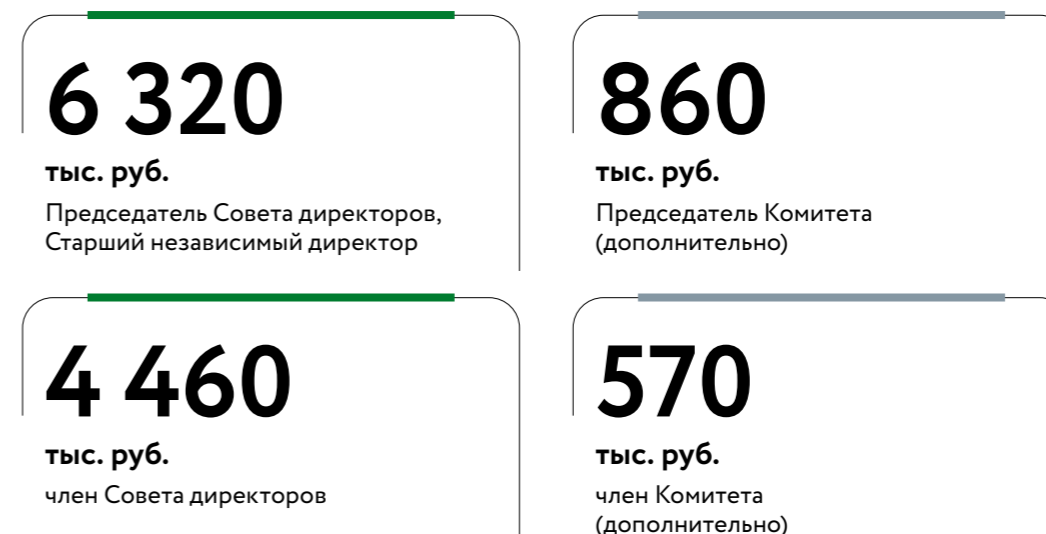 6 320
тыс. руб.
Председатель Совета директоров,
Старший независимый директор
860
тыс. руб.
Председатель Комитета
(дополнительно)
4 460
тыс. руб.
член Совета директоров
570
тыс. руб.
член Комитета
(дополнительно)